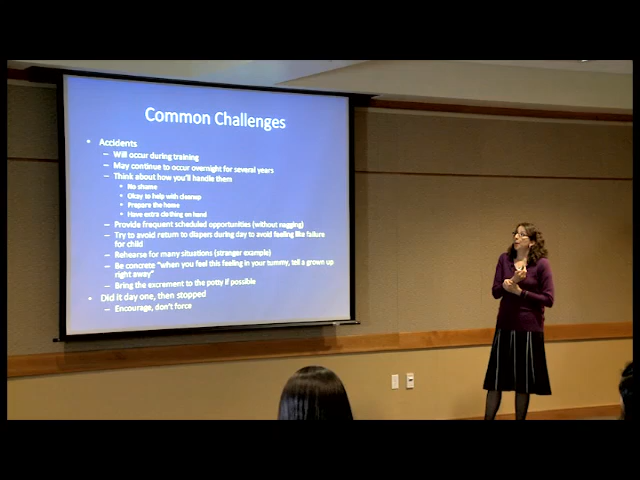 Common Challenges
• Accidents
– Will occur during training
– May continue to occur overnight for several years
– Think about how you'll handle them
• No shame
• Okay to help with cleanup
• Prepare the home
• Have extra clothing on hand
– Provide frequent scheduled opportunities (without nagging)
– Try to avoid return to diapers during day to avoid feeling like failure
for child
– Rehearse for many situations (stranger example)
– Be concrete "when you feel this feeling in your tummy, tell a grown up
right away"
– Bring the excrement to the potty if possible
• Did it day one, then stopped
– Encourage, don't force